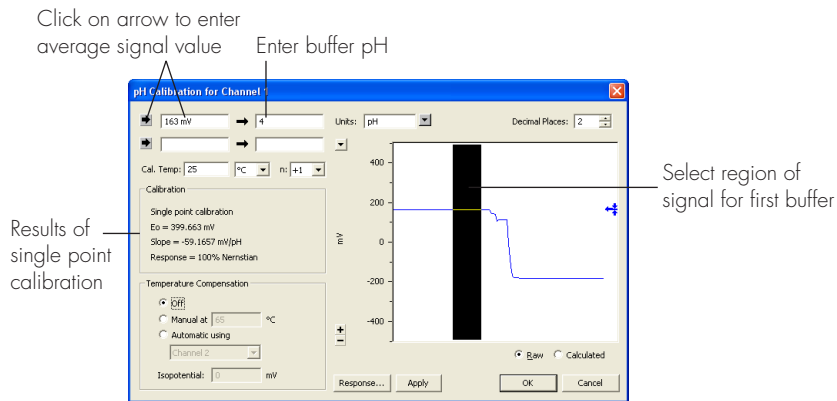 Click on arrow to enter
average signal value
Enter buffer pH
pH Calibration for Channel 1
163 mV
4
Units: pH
Decimal Places: 2
Cal. Temp: 25 °C n: +1
Calibration
Single point calibration
Eo = 399.663 mV
Slope = -59.1657 mV/pH
Response = 100% Nernstian
Results of
single point
calibration
Temperature Compensation
Off
Manual at 65 °C
Automatic using
Channel 2
Isopotential: 0 mV
400
200
0
-200
-400
mV
+
−
Select region of
signal for first buffer
Raw Calculated
Response... Apply OK Cancel